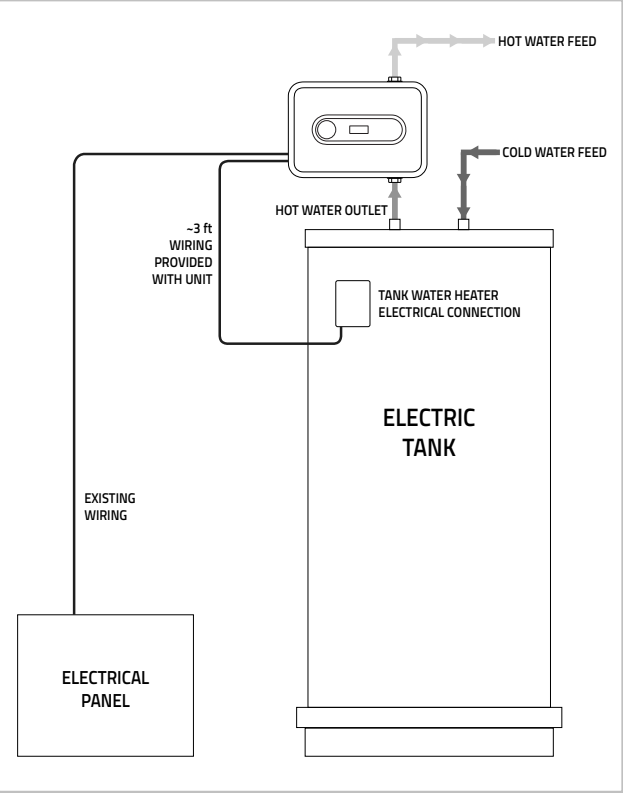 HOT WATER FEED
COLD WATER FEED
HOT WATER OUTLET
~3 ft
WIRING
PROVIDED
WITH UNIT
TANK WATER HEATER
ELECTRICAL CONNECTION
ELECTRIC
TANK
EXISTING
WIRING
ELECTRICAL
PANEL